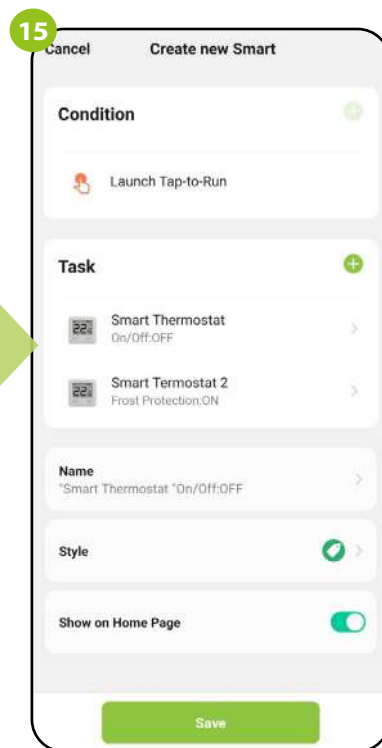 15
Cancel Create new Smart
Condition
Launch Tap-to-Run
Task
Smart Thermostat
On/Off:OFF
Smart Termostat 2
Frost Protection:ON
Name
"Smart Thermostat "On/Off:OFF
Style
Show on Home Page
Save